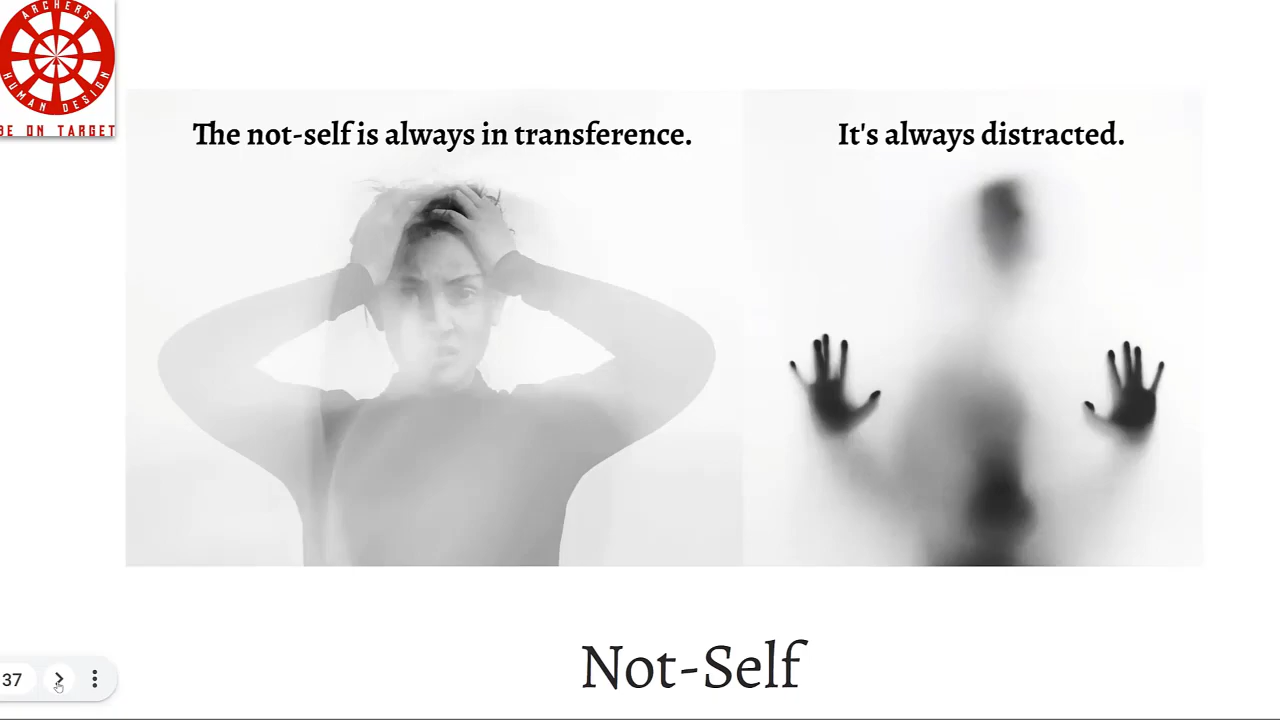 ARCHERS
HUMAN DESIGN
BE ON TARGET
The not-self is always in transference.
It's always distracted.
Not-Self
37